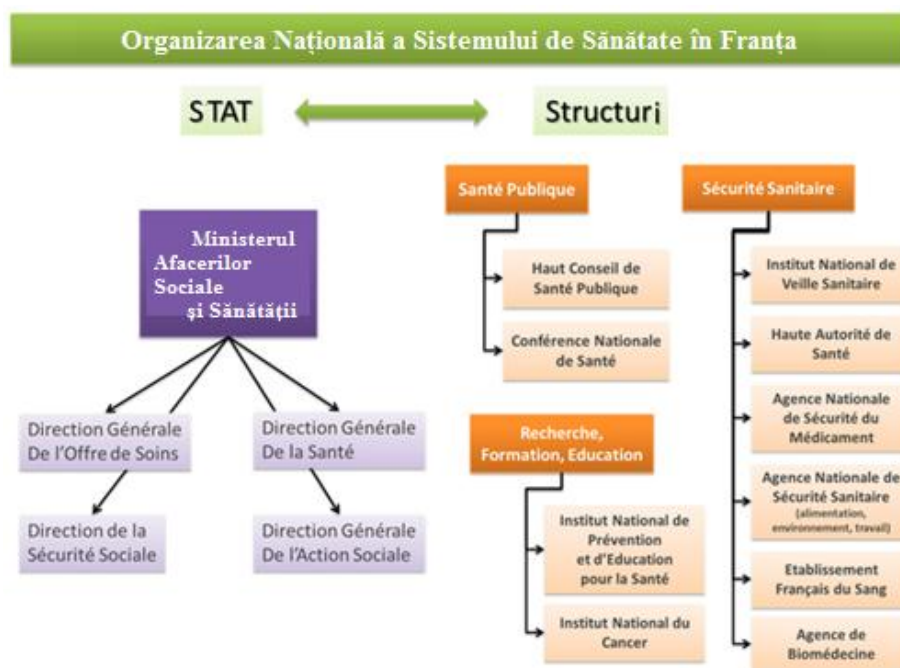 Organizarea Națională a Sistemului de Sănătate în Franța
STAT
Structuri
Ministerul
Afacerilor
Sociale
și Sănătății
Direction Générale
De l'Offre de Soins
Direction Générale
De la Santé
Direction de la
Sécurité Sociale
Direction Générale
De l'Action Sociale
Santé Publique
Haut Conseil de
Santé Publique
Conférence Nationale
de Santé
Recherche,
Formation, Education
Institut National de
Prévention
et d'Education
pour la Santé
Institut National du
Cancer
Sécurité Sanitaire
Institut National de
Veille Sanitaire
Haute Autorité de
Santé
Agence Nationale
de Sécurité du
Médicament
Agence Nationale de
Sécurité Sanitaire
(alimentation,
environnement, travail)
Etablissement
Français du Sang
Agence de
Biomédecine